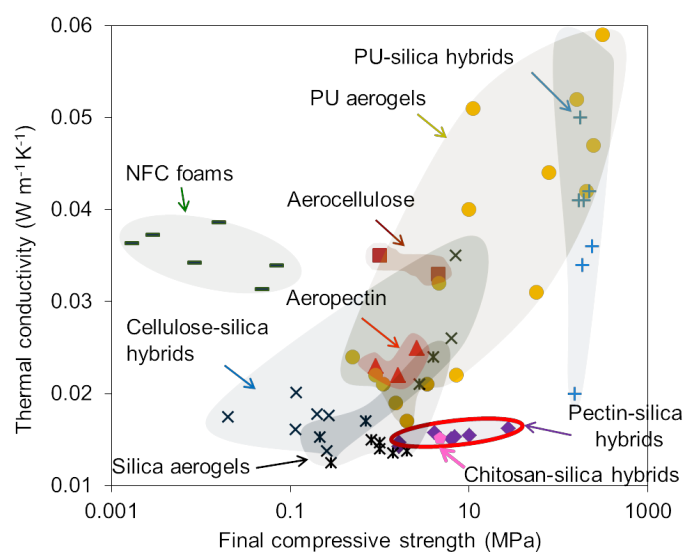 0.06
PU-silica hybrids
PU aerogels
0.05
NFC foams
Aerocellulose
0.04
Thermal conductivity (W m⁻¹K⁻¹)
Aeropectin
0.03
Cellulose-silica
hybrids
0.02
Pectin-silica
hybrids
Silica aerogels
Chitosan-silica hybrids
0.01
0.001
0.1
10
1000
Final compressive strength (MPa)